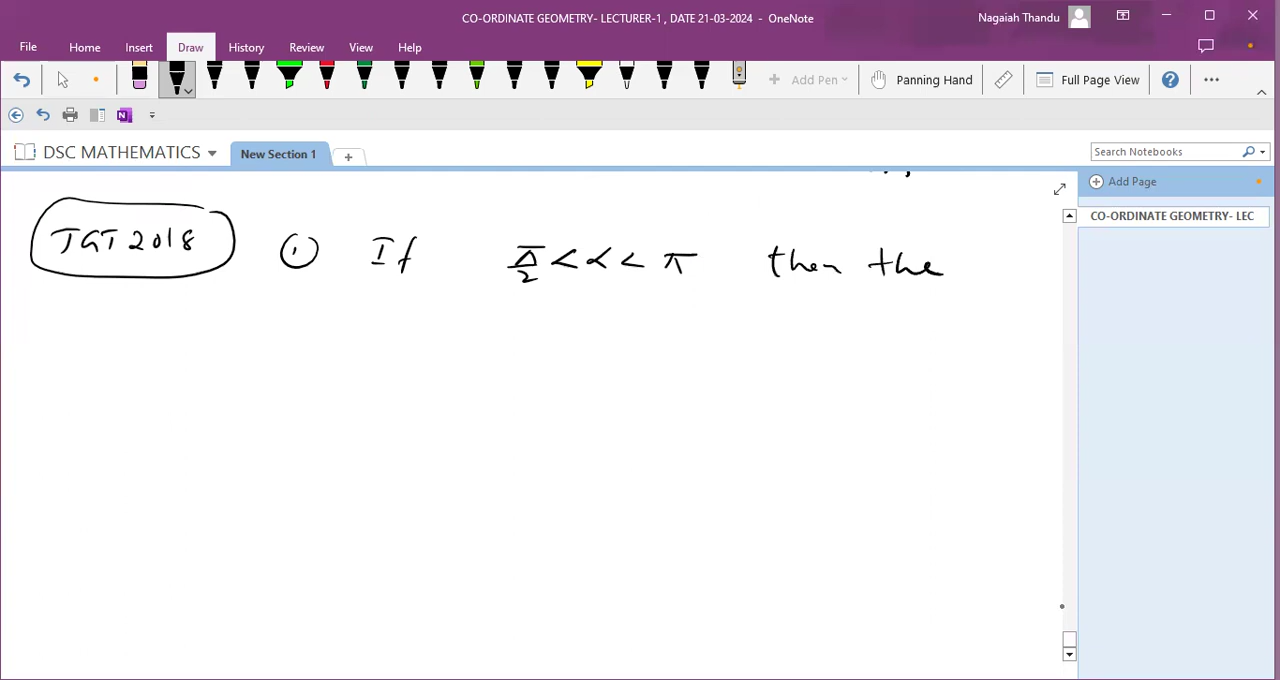 CO-ORDINATE GEOMETRY- LECTURER-1 , DATE 21-03-2024 - OneNote
Nagaiah Thandu
File Home Insert Draw History Review View Help
Add Pen Panning Hand Full Page View
DSC MATHEMATICS New Section 1 Search Notebooks
Add Page
CO-ORDINATE GEOMETRY- LEC
TGT 2018 ① If π/2 < α < π then the